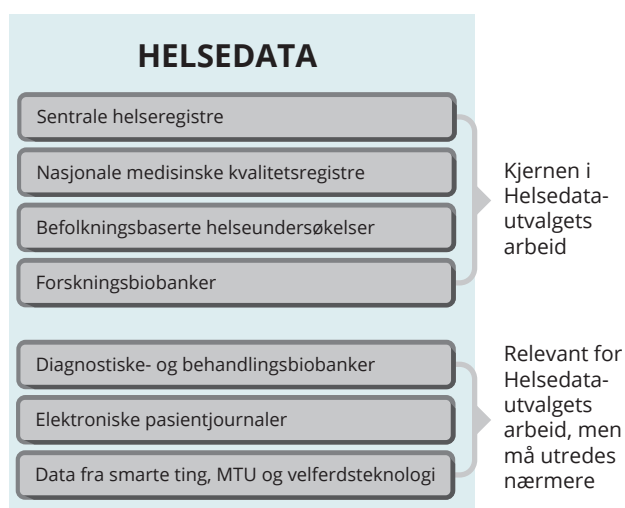 HELSEDATA
Sentrale helseregistre
Nasjonale medisinske kvalitetsregistre
Befolkningsbaserte helseundersøkelser
Forskningsbiobanker
Kjernen i
Helsedata-
utvalgets
arbeid
Diagnostiske- og behandlingsbiobanker
Elektroniske pasientjournaler
Data fra smarte ting, MTU og velferdsteknologi
Relevant for
Helsedata-
utvalgets
arbeid, men
må utredes
nærmere